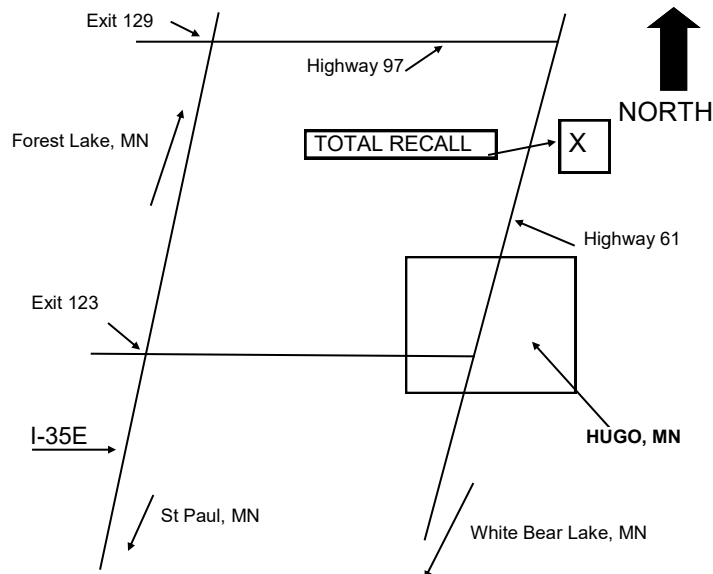 Exit 129
Highway 97
NORTH
Forest Lake, MN
TOTAL RECALL
X
Highway 61
Exit 123
I-35E
HUGO, MN
St Paul, MN
White Bear Lake, MN